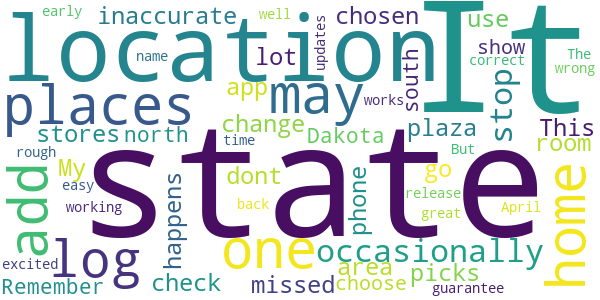 early inaccurate well updates chosen use
location It
name lot show correct The
places app may works south stop wrong
stores north change Dakota plaza This
add state time But room
My rough happens dont phone go home
easy back release
working log one occasionally great April
excited area picks
Remember check missed choose guarantee